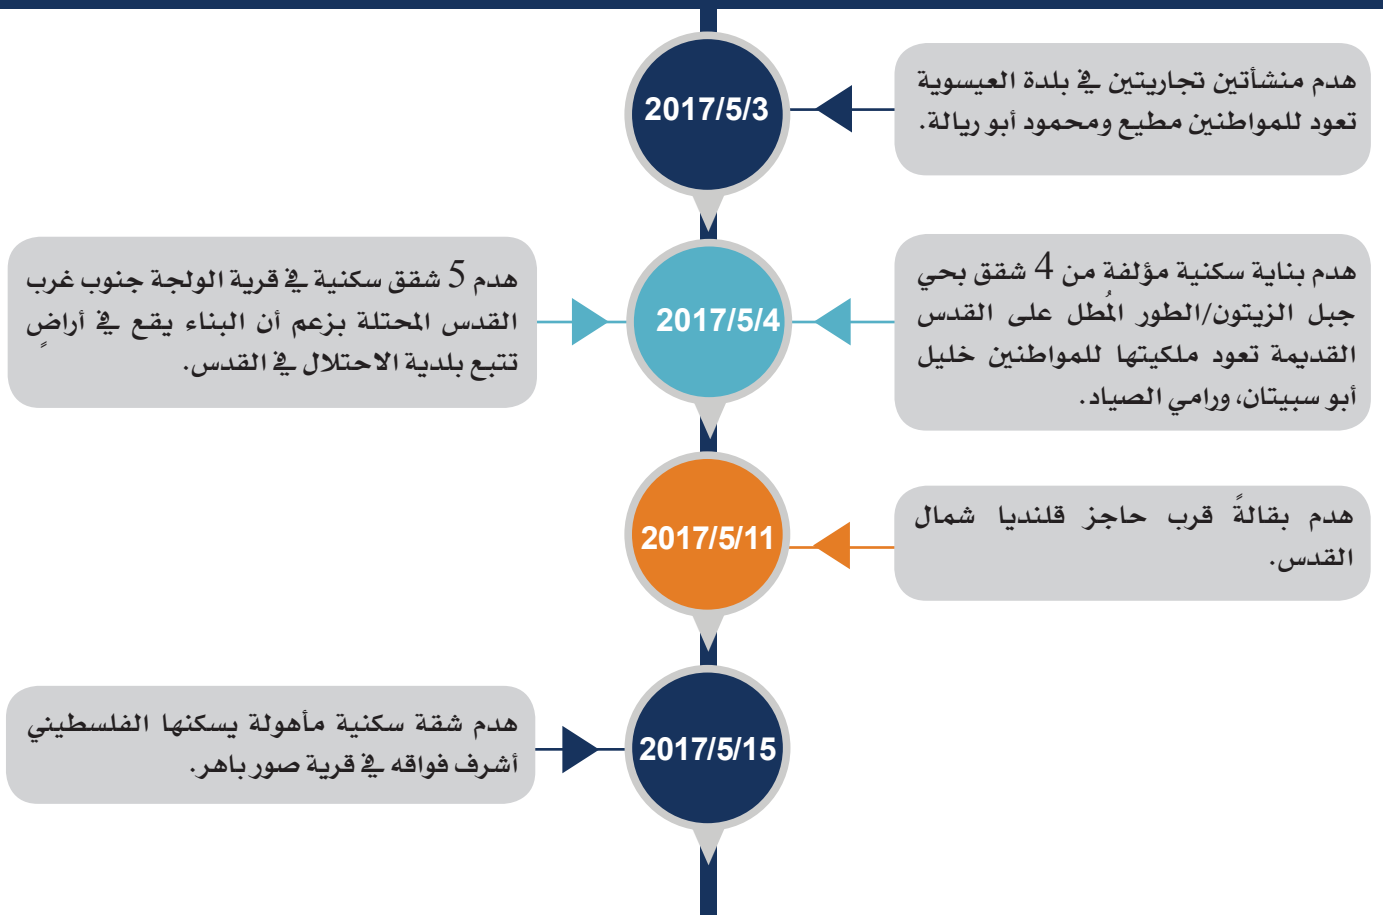 2017/5/3
هدم منشأتين تجاريتين في بلدة العيسوية
تعود للمواطنين مطيع ومحمود أبو ريالة.
2017/5/4
هدم بناية سكنية مؤلفة من 4 شقق بحي
جبل الزيتون/الطور المُطل على القدس
القديمة تعود ملكيتها للمواطنين خليل
أبو سبيتان، ورامي الصياد.
هدم 5 شقق سكنية في قرية الولجة جنوب غرب
القدس المحتلة بزعم أن البناء يقع في أراضٍ
تتبع بلدية الاحتلال في القدس.
2017/5/11
هدم بقالةً قرب حاجز قلنديا شمال
القدس.
2017/5/15
هدم شقة سكنية مأهولة يسكنها الفلسطيني
أشرف فواقه في قرية صور باهر.